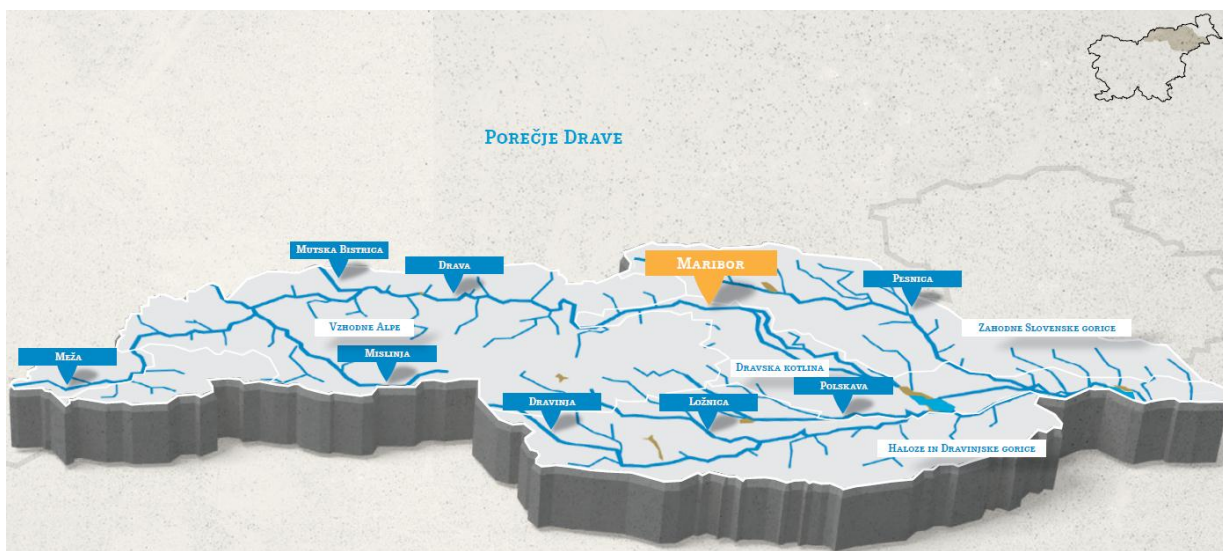 Porečje Drave
Mutska Bistrica
Drava
Maribor
Pesnica
Vzhodne Alpe
Zahodne Slovenske gorice
Meža
Mislinja
Dravska kotlina
Polskava
Dravinja
Ložnica
Haloze in Dravinjske gorice